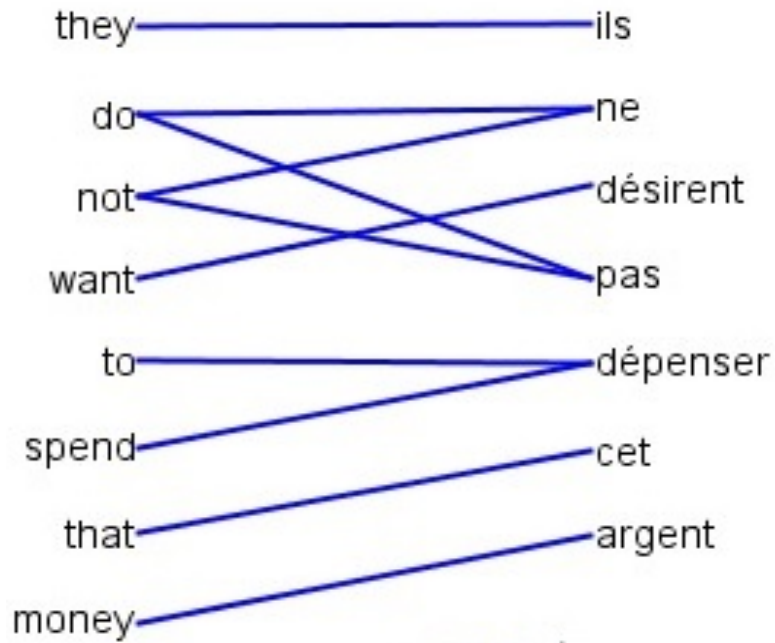 they ils
do ne
not désirent
want pas
to dépenser
spend cet
that argent
money